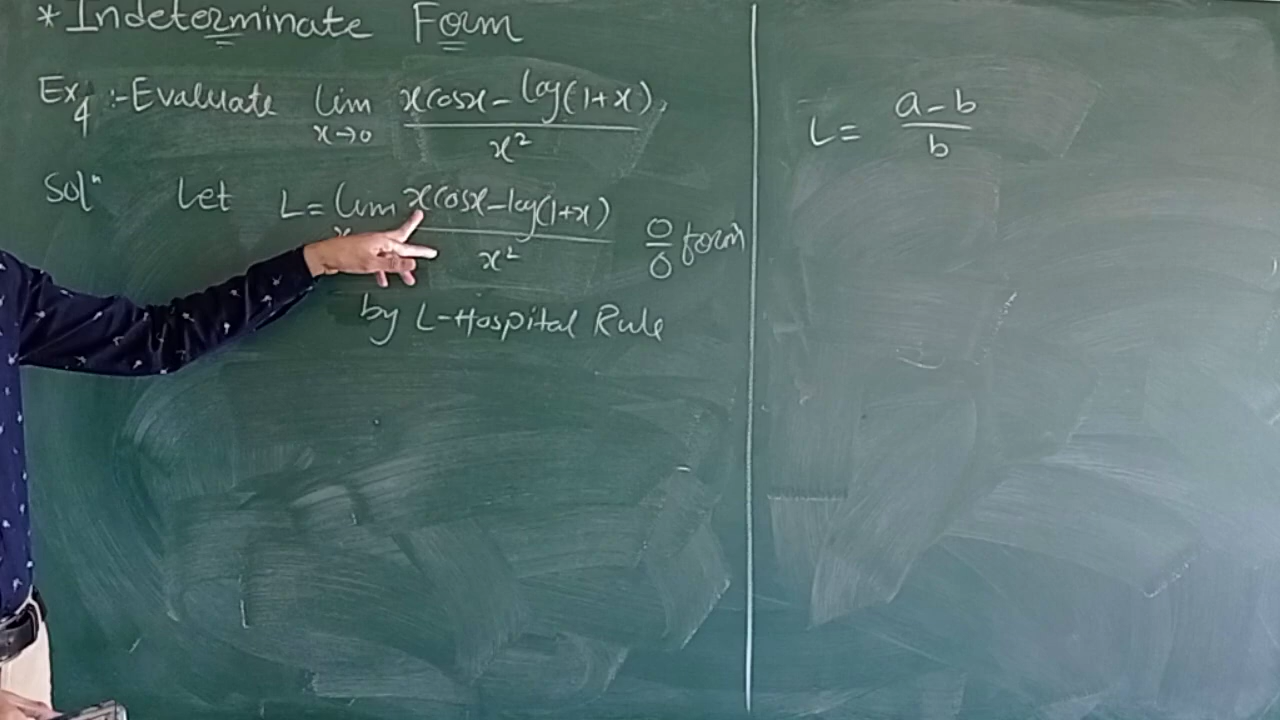 * Indeterminate Form
Ex 4 :- Evaluate lim x→0 (x cosx - log(1+x)) / x²,
Solⁿ Let L = lim x (x cosx - log(1+x)) / x² 0/0 form
by L-Hospital Rule
L = (a - b) / b